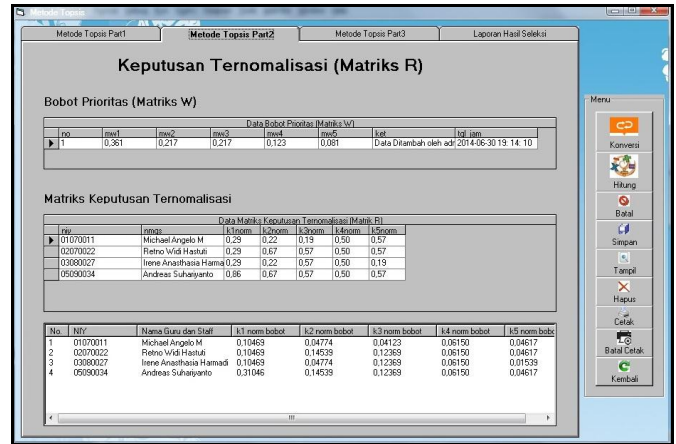 Metode Topsis
Metode Topsis Part1 Metode Topsis Part2 Metode Topsis Part3 Laporan Hasil Seleksi
Keputusan Ternomalisasi (Matriks R)
Bobot Prioritas (Matriks W)
Data Bobot Prioritas (Matriks W)
no mw1 mw2 mw3 mw4 mw5 ket tgl_jam
1 0,361 0,217 0,217 0,123 0,081 Data Ditambah oleh adr 2014-06-30 19: 14: 10
Matriks Keputusan Ternomalisasi
Data Matriks Keputusan Ternomalisasi (Matrik R)
niy nmgs k1norm k2norm k3norm k4norm k5norm
01070011 Michael Angelo M 0,29 0,22 0,19 0,50 0,57
02070022 Retno Widi Hastuti 0,29 0,67 0,57 0,50 0,57
03080027 Irene Anasthasia Harma 0,29 0,22 0,57 0,50 0,19
05090034 Andreas Suhariyanto 0,86 0,67 0,57 0,50 0,57
No. NIY Nama Guru dan Staff k1 norm bobot k2 norm bobot k3 norm bobot k4 norm bobot k5 norm bobo
1 01070011 Michael Angelo M 0,10469 0,04774 0,04123 0,06150 0,04617
2 02070022 Retno Widi Hastuti 0,10469 0,14539 0,12369 0,06150 0,04617
3 03080027 Irene Anasthasia Harmadi 0,10469 0,04774 0,12369 0,06150 0,01539
4 05090034 Andreas Suhariyanto 0,31046 0,14539 0,12369 0,06150 0,04617
Menu
Konversi
Hitung
Batal
Simpan
Tampil
Hapus
Cetak
Batal Cetak
Kembali